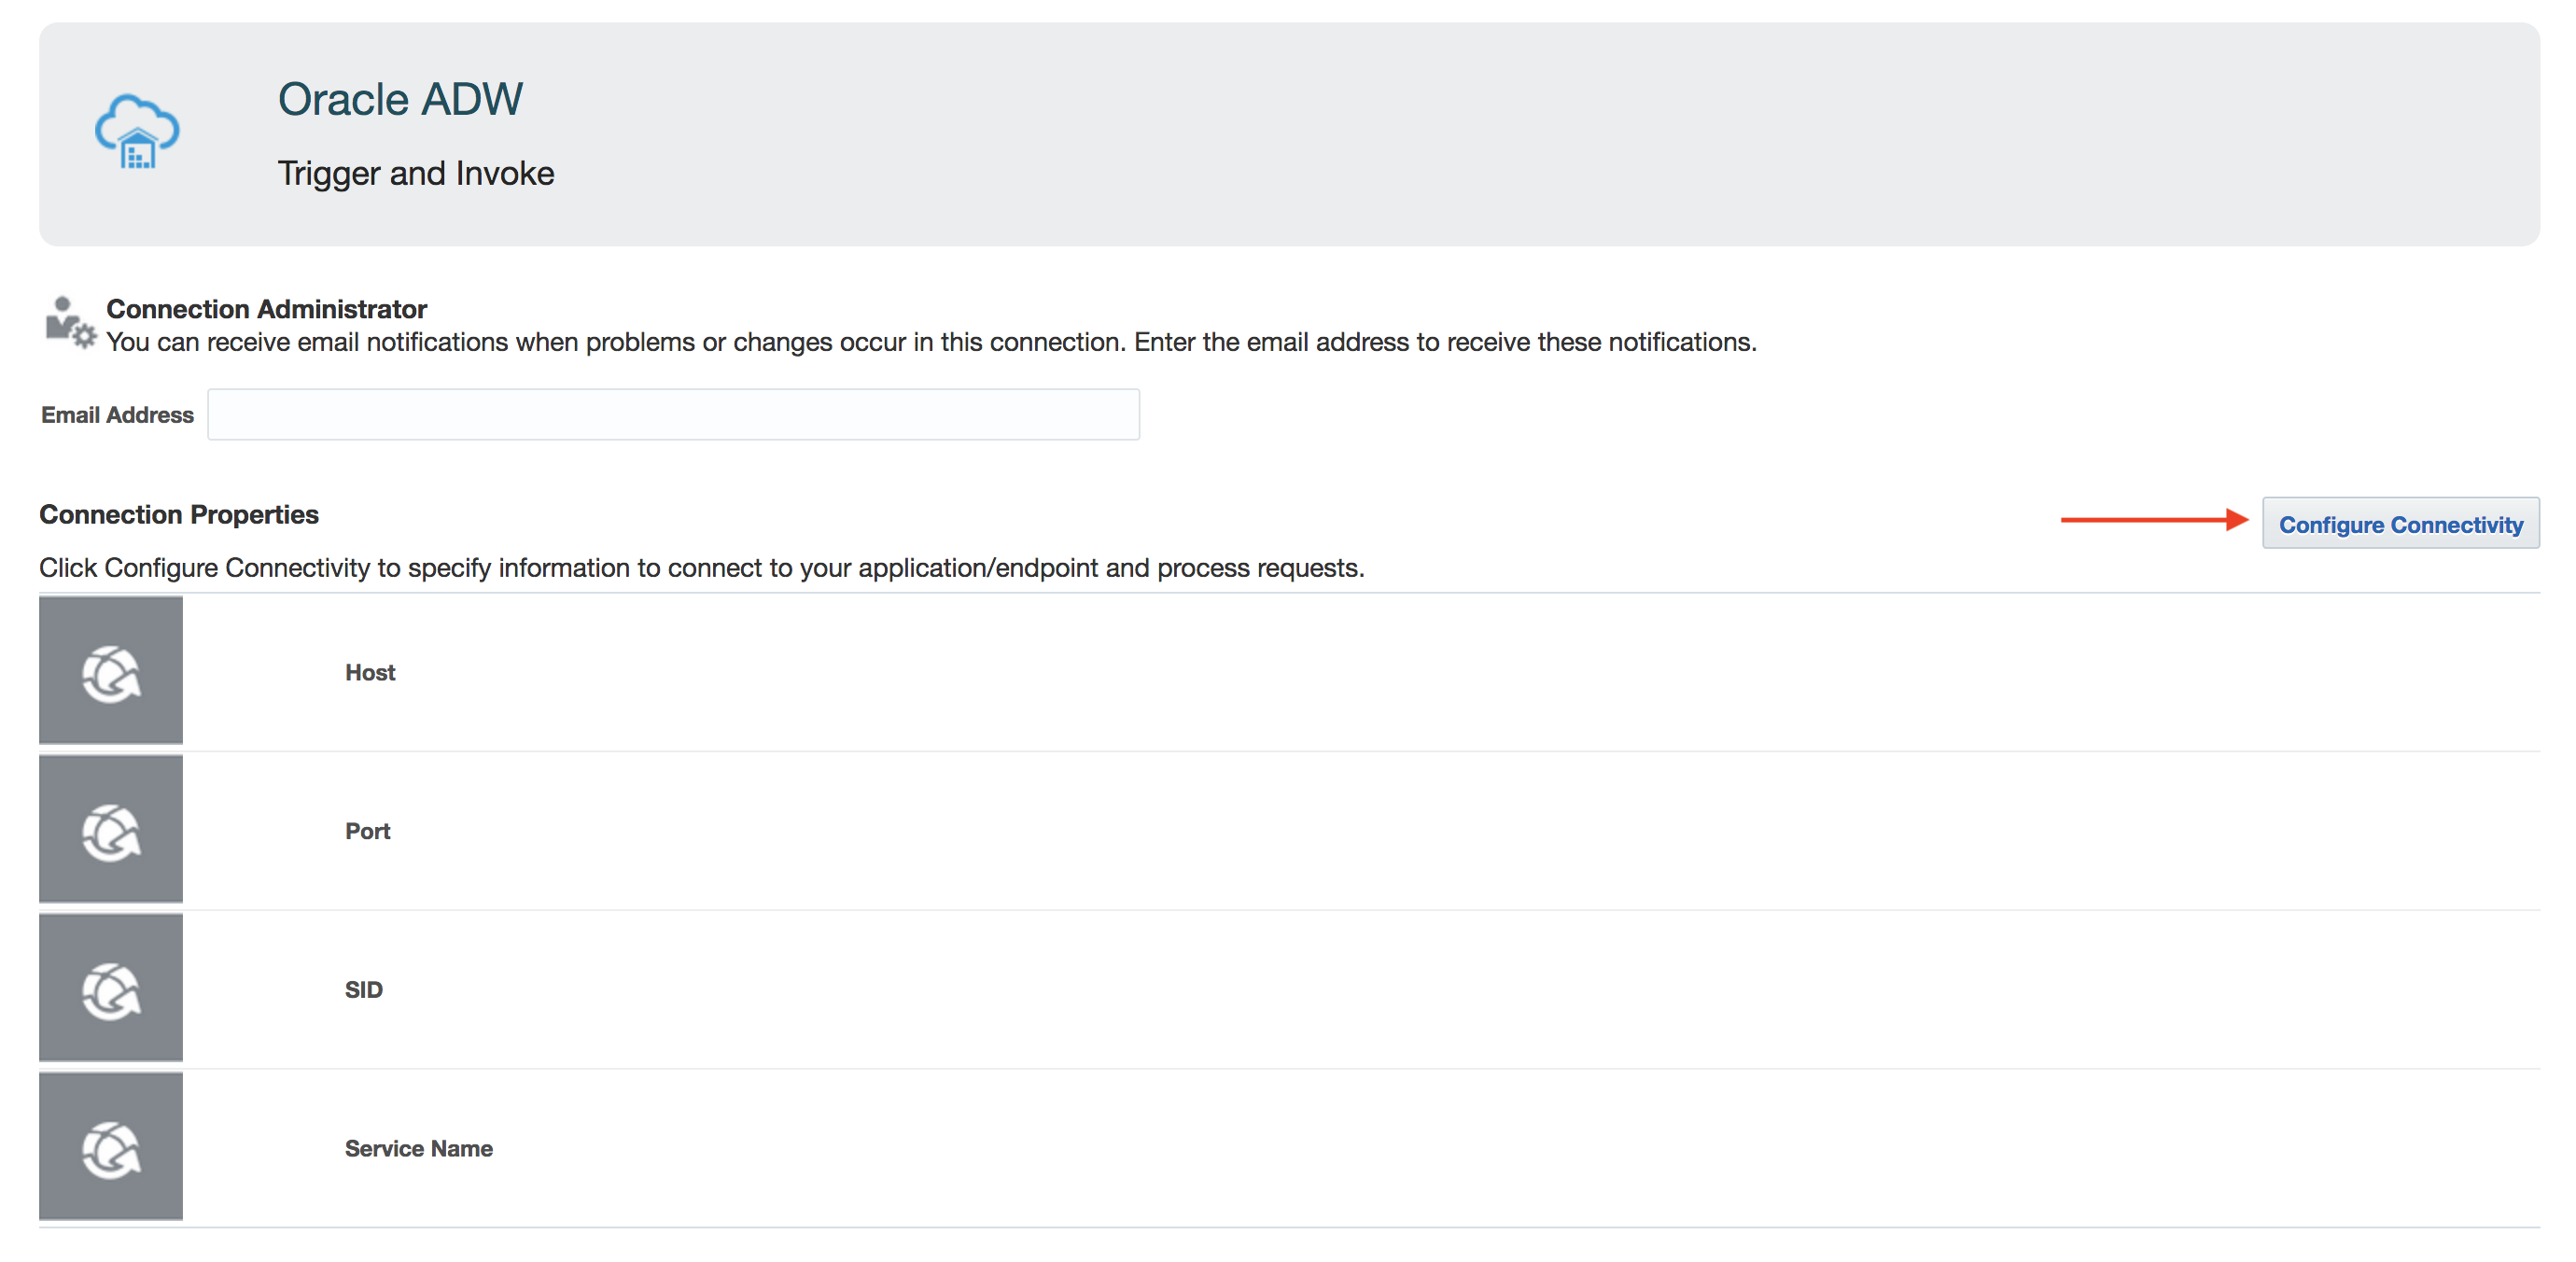 Oracle ADW
Trigger and Invoke
Connection Administrator
You can receive email notifications when problems or changes occur in this connection. Enter the email address to receive these notifications.
Email Address
Connection Properties
Configure Connectivity
Click Configure Connectivity to specify information to connect to your application/endpoint and process requests.
Host
Port
SID
Service Name